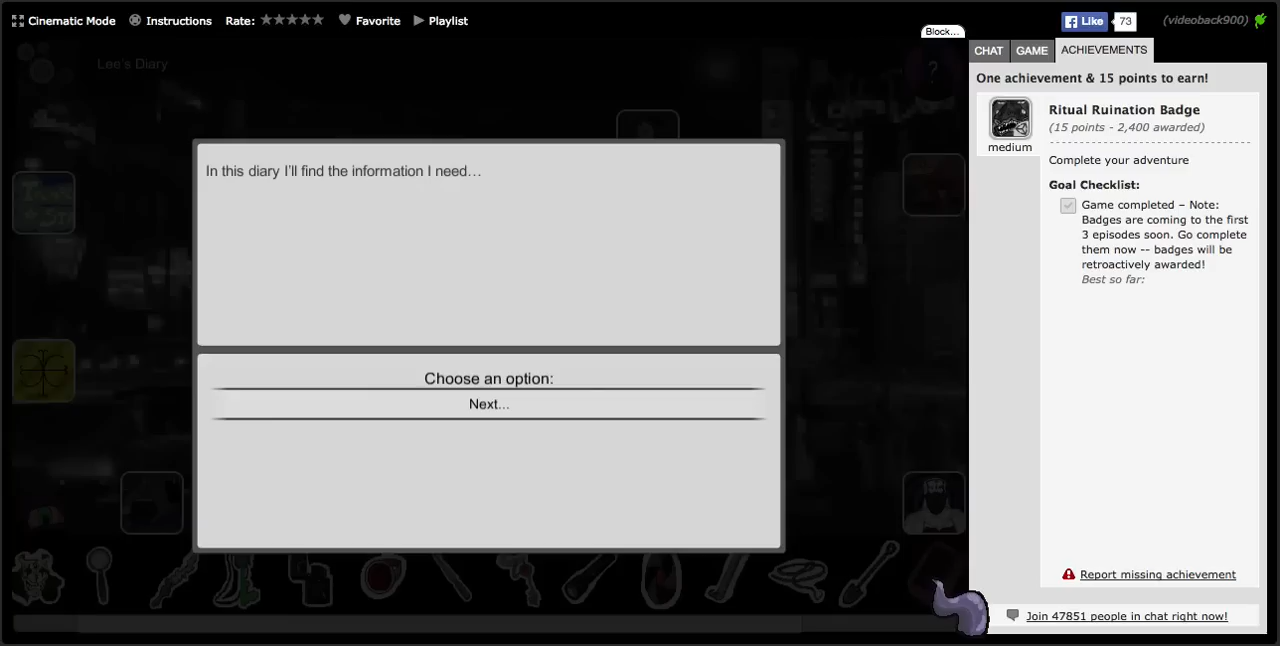 Cinematic Mode Instructions Rate: Favorite Playlist
Like 73 (videoback900)
Block...
CHAT GAME ACHIEVEMENTS
Lee's Diary
?
One achievement & 15 points to earn!
Ritual Ruination Badge
(15 points - 2,400 awarded)
medium
Complete your adventure
Goal Checklist:
Game completed – Note:
Badges are coming to the first
3 episodes soon. Go complete
them now -- badges will be
retroactively awarded!
Best so far:
In this diary I'll find the information I need…
Choose an option:
Next...
Report missing achievement
Join 47851 people in chat right now!